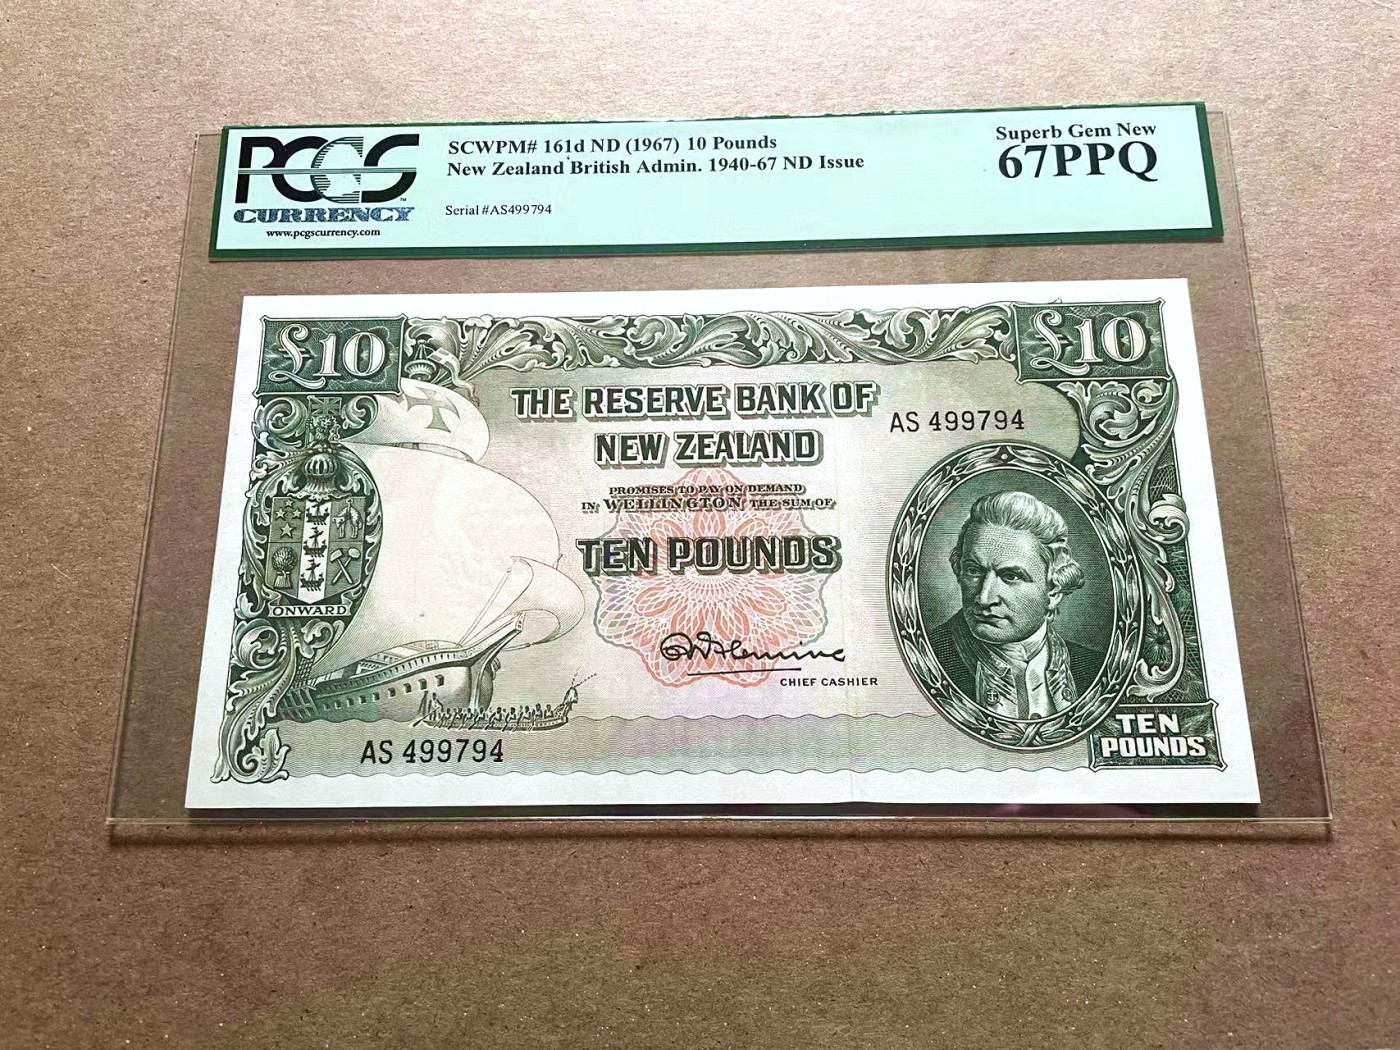 PCGS
CURRENCY
www.pcgscurrency.com
SCWPM# 161d ND (1967) 10 Pounds
New Zealand British Admin. 1940-67 ND Issue
Serial #AS499794
Superb Gem New
67PPQ
£10
£10
THE RESERVE BANK OF
NEW ZEALAND
AS 499794
PROMISES TO PAY ON DEMAND
IN WELLINGTON THE SUM OF
TEN POUNDS
ONWARD
RNFleming
CHIEF CASHIER
AS 499794
TEN
POUNDS